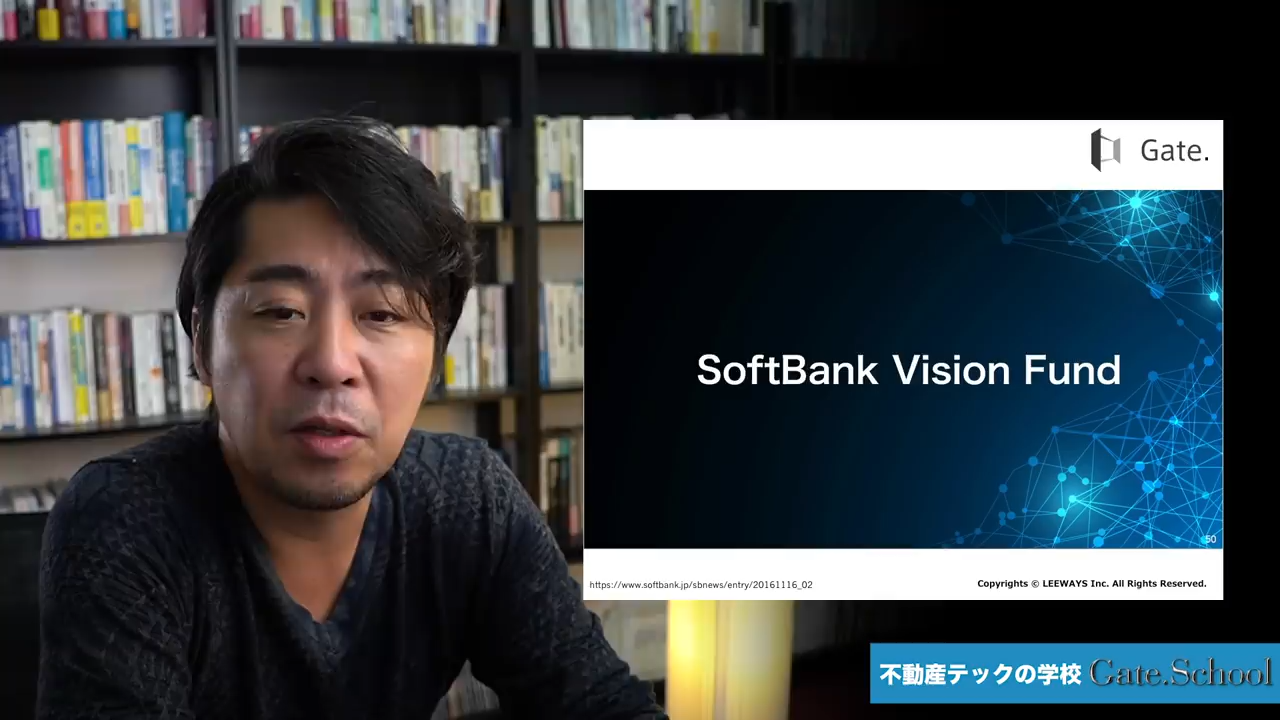 Gate.
SoftBank Vision Fund
50
https://www.softbank.jp/sbnews/entry/20161116_02
Copyrights © LEEWAYS Inc. All Rights Reserved.
不動産テックの学校 Gate.School